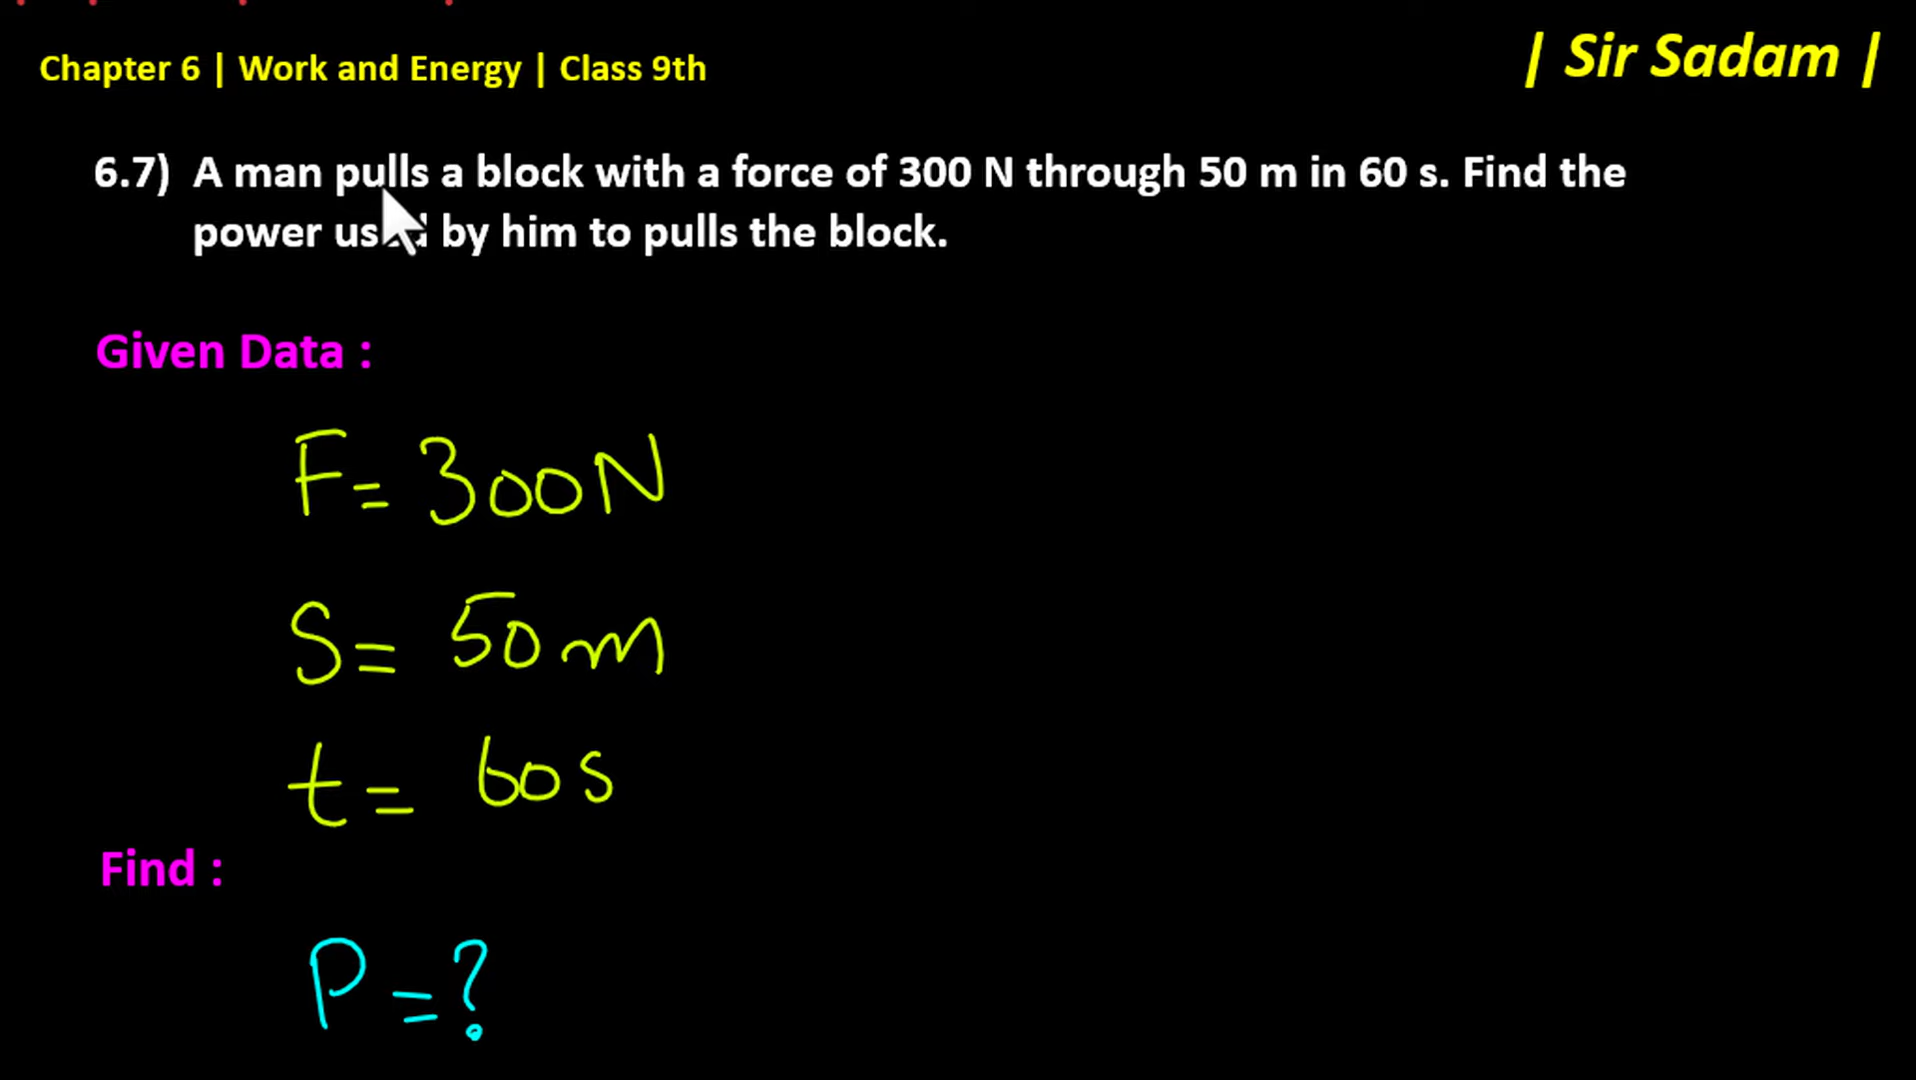 Chapter 6 | Work and Energy | Class 9th
| Sir Sadam |
6.7) A man pulls a block with a force of 300 N through 50 m in 60 s. Find the
power used by him to pulls the block.
Given Data :
F= 300N
S= 50m
t= 60s
Find :
P=?